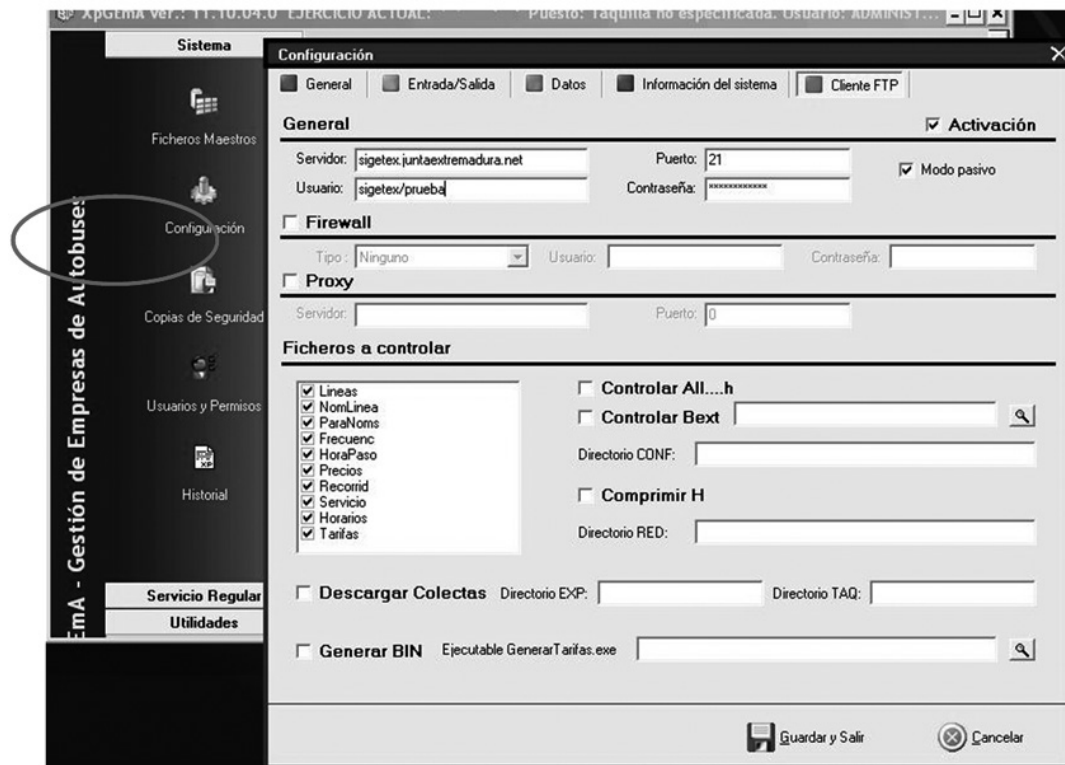 XpGEmA Ver.: 11.10.04.0 EJERCICIO ACTUAL: Puesto: Taquilla no especificada. Usuario: ADMINIST...
Sistema
Ficheros Maestros
Configuración
Copias de Seguridad
Usuarios y Permisos
Historial
Servicio Regular
Utilidades
EmA - Gestión de Empresas de Autobuses
Configuración
General Entrada/Salida Datos Información del sistema Cliente FTP
General Activación
Servidor: sigetex.juntaextremadura.net Puerto: 21 Modo pasivo
Usuario: sigetex/prueba Contraseña: ************
Firewall
Tipo: Ninguno Usuario: Contraseña:
Proxy
Servidor: Puerto: 0
Ficheros a controlar
Lineas
NomLinea
ParaNoms
Frecuenc
HoraPaso
Precios
Recorrid
Servicio
Horarios
Tarifas
Controlar All....h
Controlar Bext
Directorio CONF:
Comprimir H
Directorio RED:
Descargar Colectas Directorio EXP: Directorio TAQ:
Generar BIN Ejecutable GenerarTarifas.exe
Guardar y Salir Cancelar